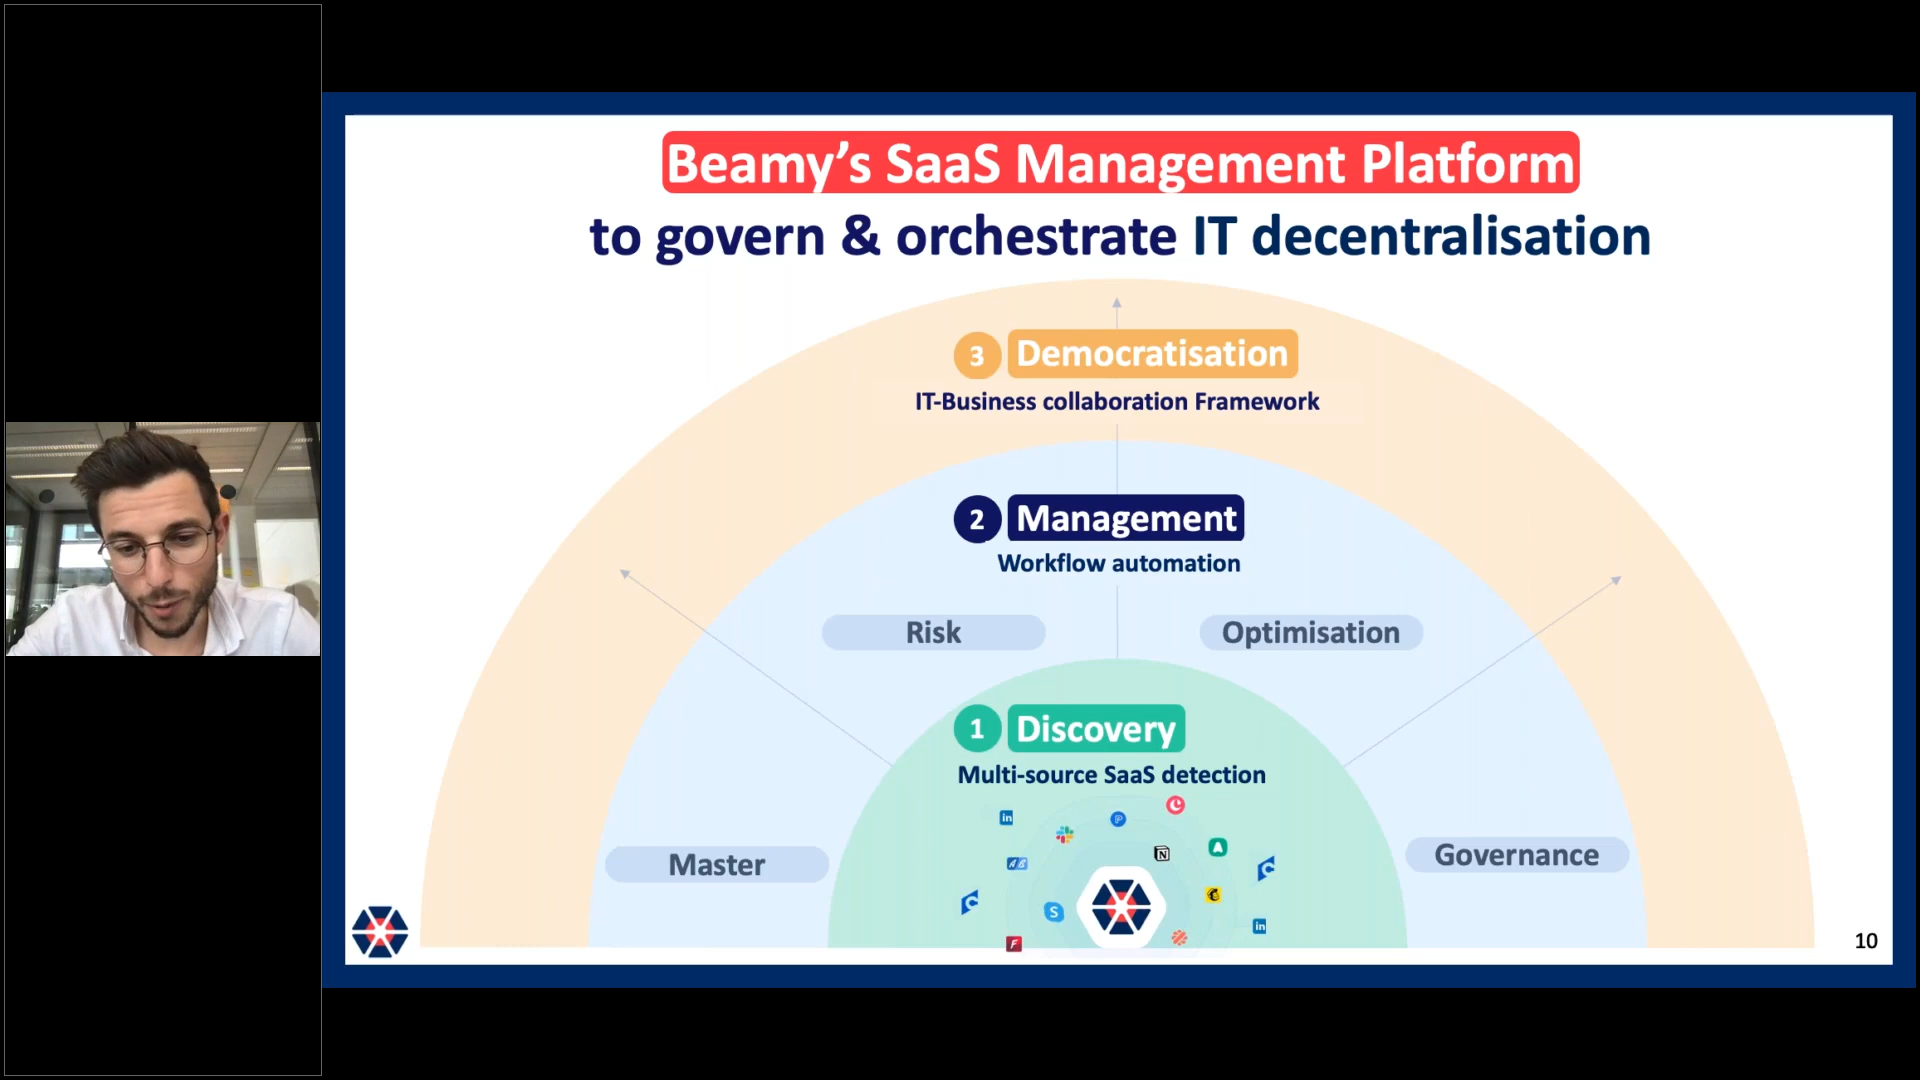 Beamy’s SaaS Management Platform
to govern & orchestrate IT decentralisation
3 Democratisation
IT-Business collaboration Framework
2 Management
Workflow automation
Risk
Optimisation
1 Discovery
Multi-source SaaS detection
Master
Governance
10